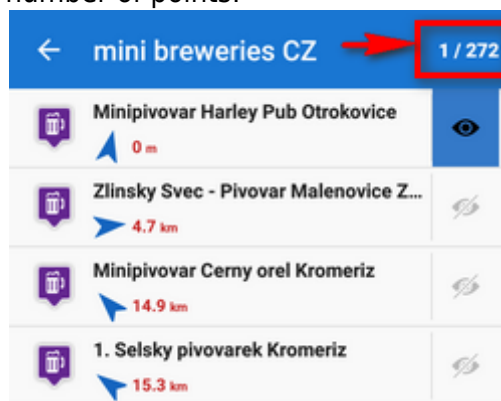 number of points.
mini breweries CZ
1 / 272
Minipivovar Harley Pub Otrokovice
0 m
Zlinsky Svec - Pivovar Malenovice Z...
4.7 km
Minipivovar Cerny orel Kromeriz
14.9 km
1. Selsky pivovarek Kromeriz
15.3 km